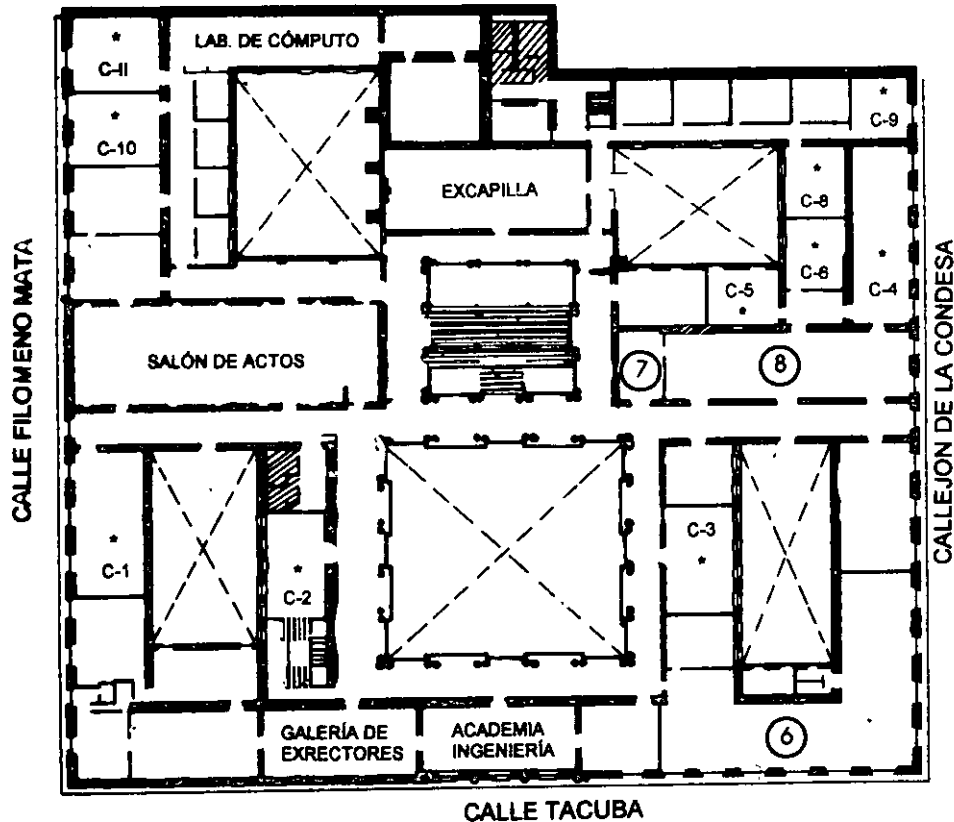 *
C-II
LAB. DE CÓMPUTO
*
C-10
*
C-9
EXCAPILLA
*
C-8
*
C-6
*
C-4
C-5
*
SALÓN DE ACTOS
7
8
CALLE FILOMENO MATA
CALLEJON DE LA CONDESA
*
C-1
*
C-2
C-3
*
GALERÍA DE
EXRECTORES
ACADEMIA
INGENIERÍA
6
CALLE TACUBA